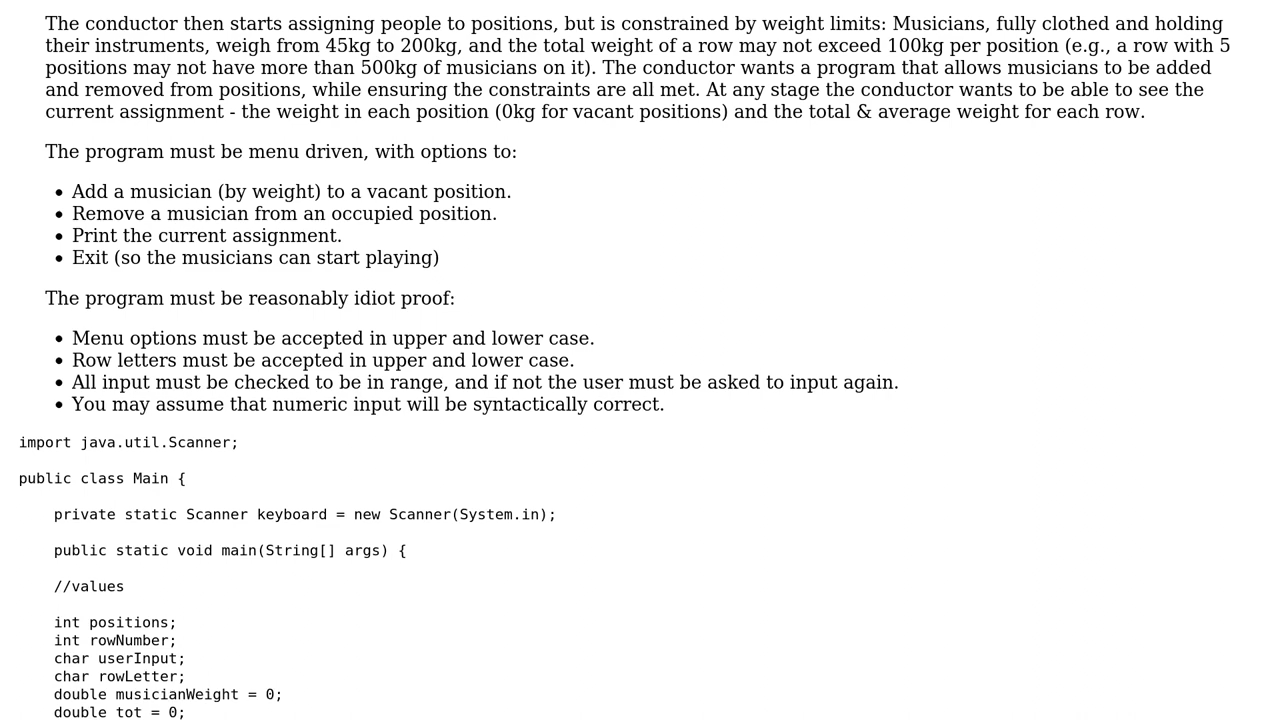 The conductor then starts assigning people to positions, but is constrained by weight limits: Musicians, fully clothed and holding
their instruments, weigh from 45kg to 200kg, and the total weight of a row may not exceed 100kg per position (e.g., a row with 5
positions may not have more than 500kg of musicians on it). The conductor wants a program that allows musicians to be added
and removed from positions, while ensuring the constraints are all met. At any stage the conductor wants to be able to see the
current assignment - the weight in each position (0kg for vacant positions) and the total & average weight for each row.
The program must be menu driven, with options to:
• Add a musician (by weight) to a vacant position.
• Remove a musician from an occupied position.
• Print the current assignment.
• Exit (so the musicians can start playing)
The program must be reasonably idiot proof:
• Menu options must be accepted in upper and lower case.
• Row letters must be accepted in upper and lower case.
• All input must be checked to be in range, and if not the user must be asked to input again.
• You may assume that numeric input will be syntactically correct.
import java.util.Scanner;
public class Main {
private static Scanner keyboard = new Scanner(System.in);
public static void main(String[] args) {
//values
int positions;
int rowNumber;
char userInput;
char rowLetter;
double musicianWeight = 0;
double tot = 0;